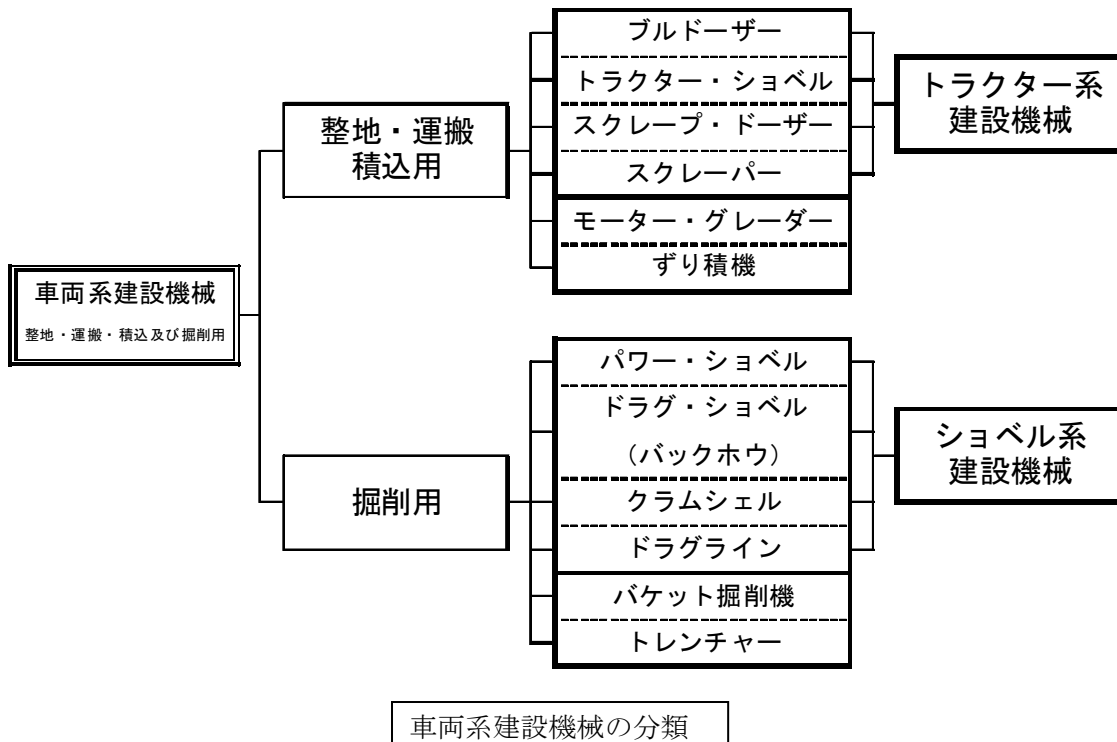 車両系建設機械
整地・運搬・積込及び掘削用
整地・運搬
積込用
ブルドーザー
トラクター・ショベル
スクレープ・ドーザー
スクレーパー
モーター・グレーダー
ずり積機
トラクター系
建設機械
掘削用
パワー・ショベル
ドラグ・ショベル
(バックホウ)
クラムシェル
ドラグライン
バケット掘削機
トレンチャー
ショベル系
建設機械
車両系建設機械の分類